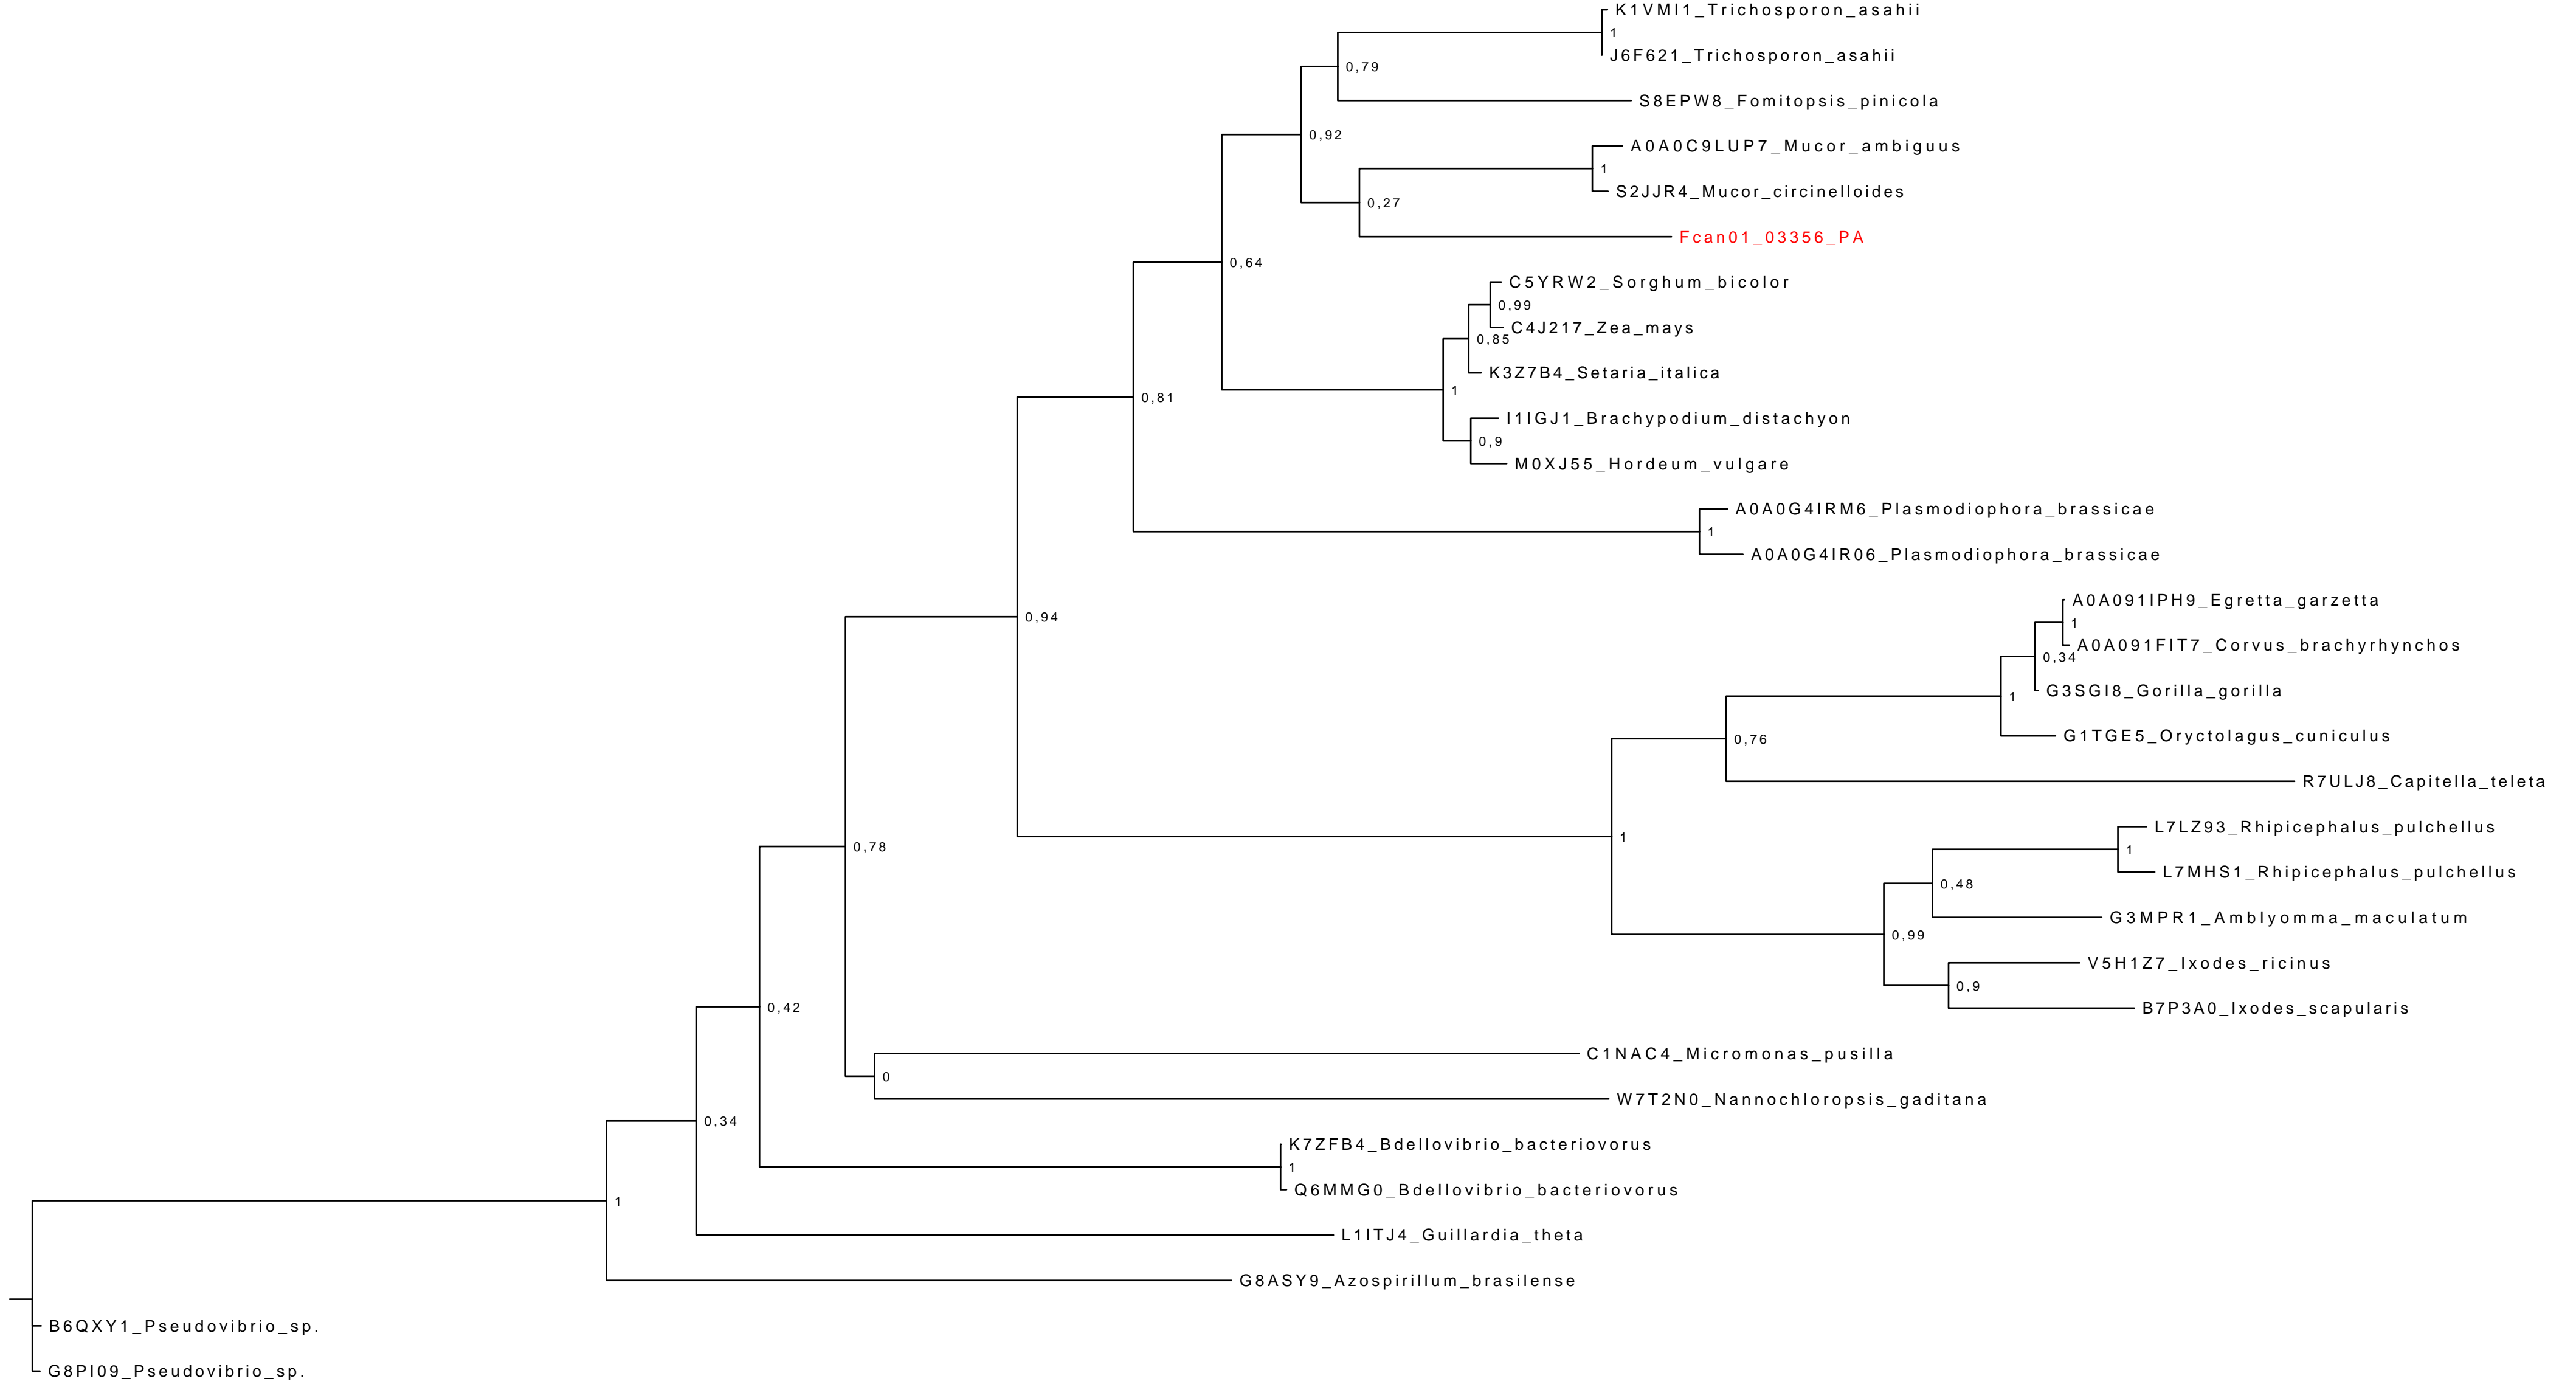 K1VMI1_Trichosporon_asahii
1
J6F621_Trichosporon_asahii
0,79
S8EPW8_Fomitopsis_pinicola
0,92
A0A0C9LUP7_Mucor_ambiguus
1
S2JJR4_Mucor_circinelloides
0,27
Fcan01_03356_PA
0,64
C5YRW2_Sorghum_bicolor
0,99
C4J217_Zea_mays
0,85
K3Z7B4_Setaria_italica
1
0,81
I1IGJ1_Brachypodium_distachyon
0,9
M0XJ55_Hordeum_vulgare
A0A0G4IRM6_Plasmodiophora_brassicae
1
A0A0G4IR06_Plasmodiophora_brassicae
A0A091IPH9_Egretta_garzetta
0,94
1
A0A091FIT7_Corvus_brachyrhynchos
0,34
G3SGI8_Gorilla_gorilla
1
G1TGE5_Oryctolagus_cuniculus
0,76
R7ULJ8_Capitella_teleta
L7LZ93_Rhipicephalus_pulchellus
1
0,78
1
L7MHS1_Rhipicephalus_pulchellus
0,48
G3MPR1_Amblyomma_maculatum
0,99
V5H1Z7_Ixodes_ricinus
0,9
0,42
B7P3A0_Ixodes_scapularis
C1NAC4_Micromonas_pusilla
0
W7T2N0_Nannochloropsis_gaditana
0,34
K7ZFB4_Bdellovibrio_bacteriovorus
1
Q6MMG0_Bdellovibrio_bacteriovorus
1
L1ITJ4_Guillardia_theta
G8ASY9_Azospirillum_brasilense
B6QXY1_Pseudovibrio_sp.
G8PI09_Pseudovibrio_sp.